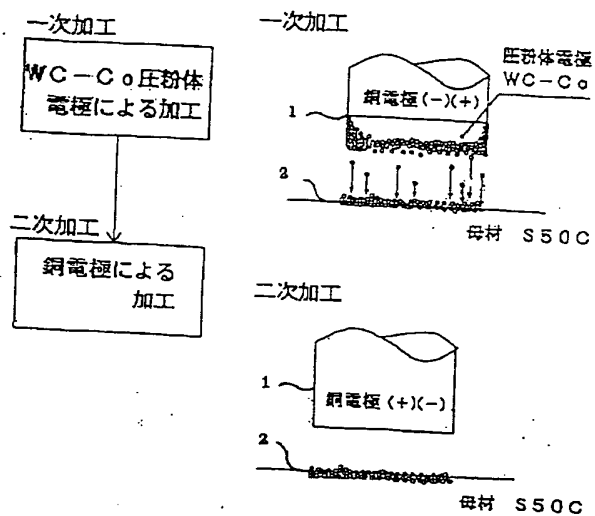 一次加工
WC-Co圧粉体
電極による加工
二次加工
銅電極による
加工
一次加工
圧粉体電極
WC-Co
銅電極(-)(+)
1
2
母材 S50C
二次加工
1
銅電極(+)(-)
2
母材 S50C